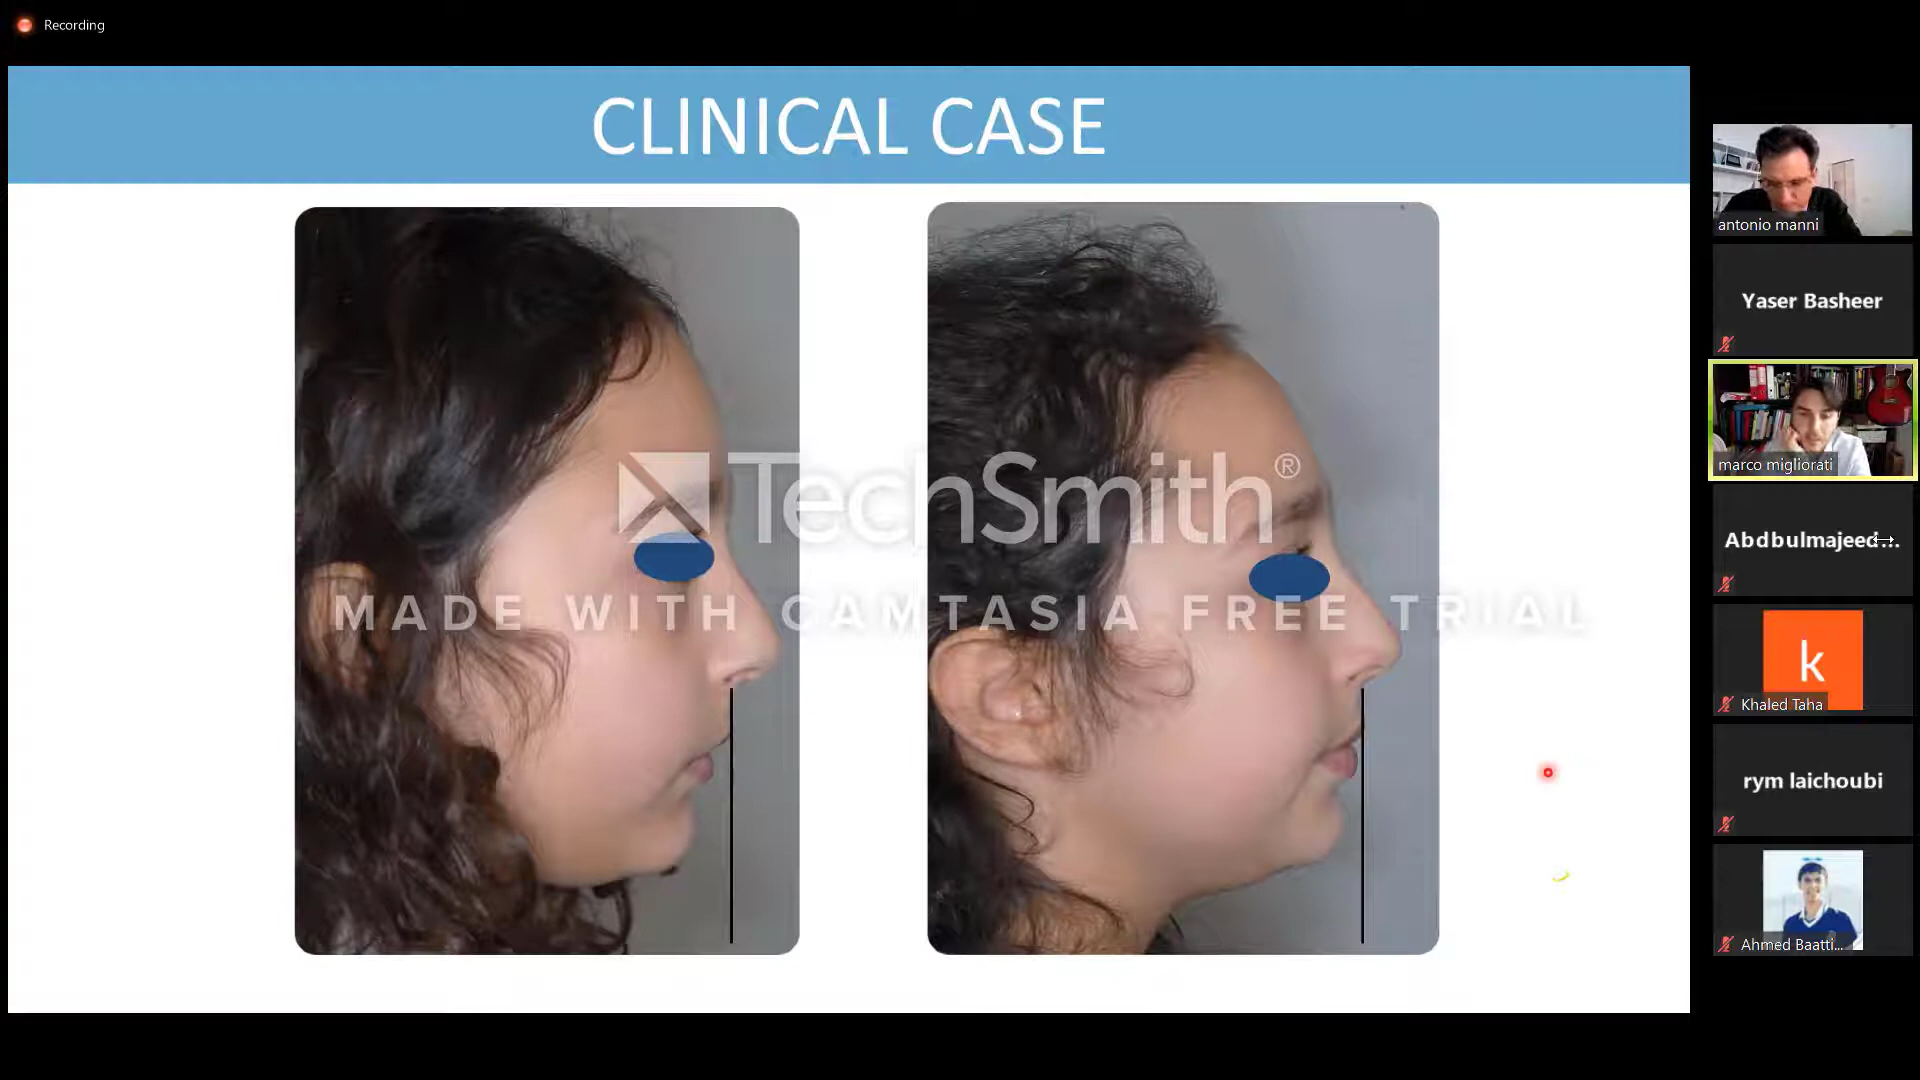 Recording
CLINICAL CASE
TechSmith®
MADE WITH CAMTASIA FREE TRIAL
antonio manni
Yaser Basheer
marco migliorati
Abdbulmajeed...
k
Khaled Taha
rym laichoubi
Ahmed Baatti...